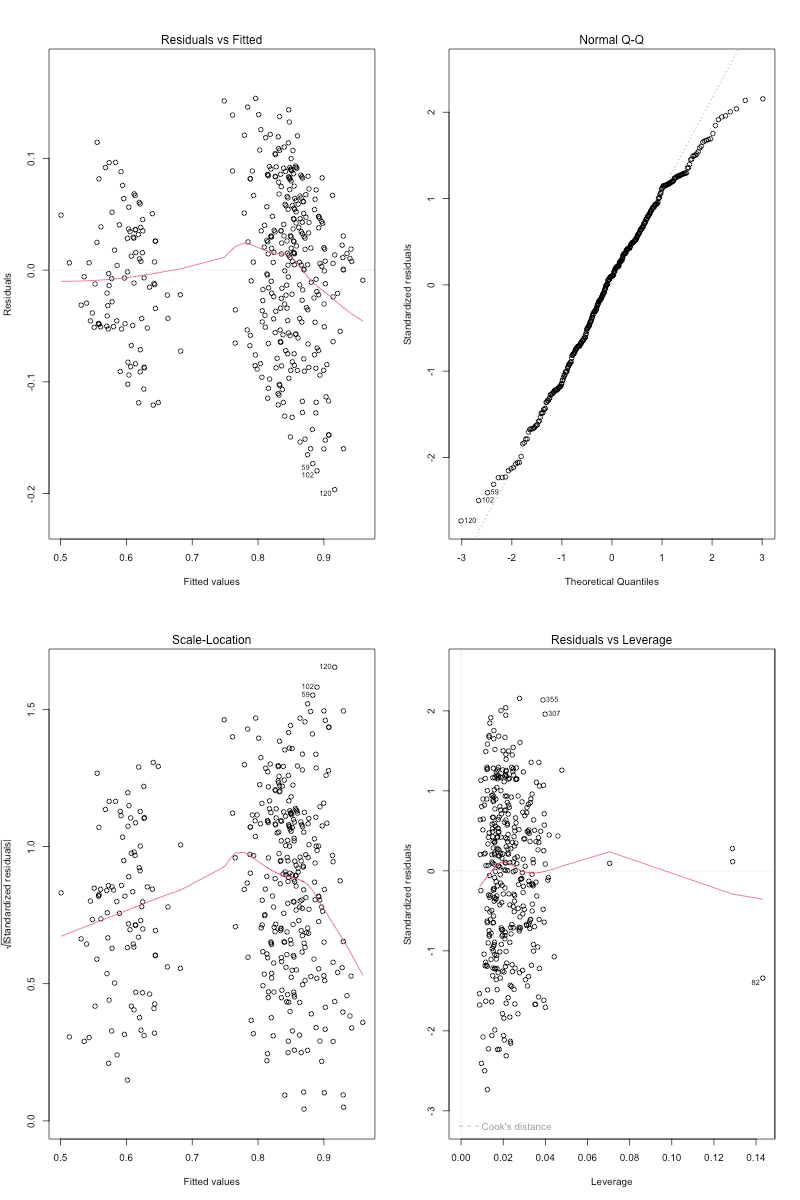 Residuals vs Fitted
Residuals
0.1
0.0
-0.1
-0.2
59
102
120
0.5 0.6 0.7 0.8 0.9
Fitted values
Normal Q-Q
Standardized residuals
2
1
0
-1
-2
59
102
120
-3 -2 -1 0 1 2 3
Theoretical Quantiles
Scale-Location
√|Standardized residuals|
1.5
1.0
0.5
0.0
120
102
59
0.5 0.6 0.7 0.8 0.9
Fitted values
Residuals vs Leverage
Standardized residuals
2
1
0
-1
-2
-3
355
307
82
Cook's distance
0.00 0.02 0.04 0.06 0.08 0.10 0.12 0.14
Leverage